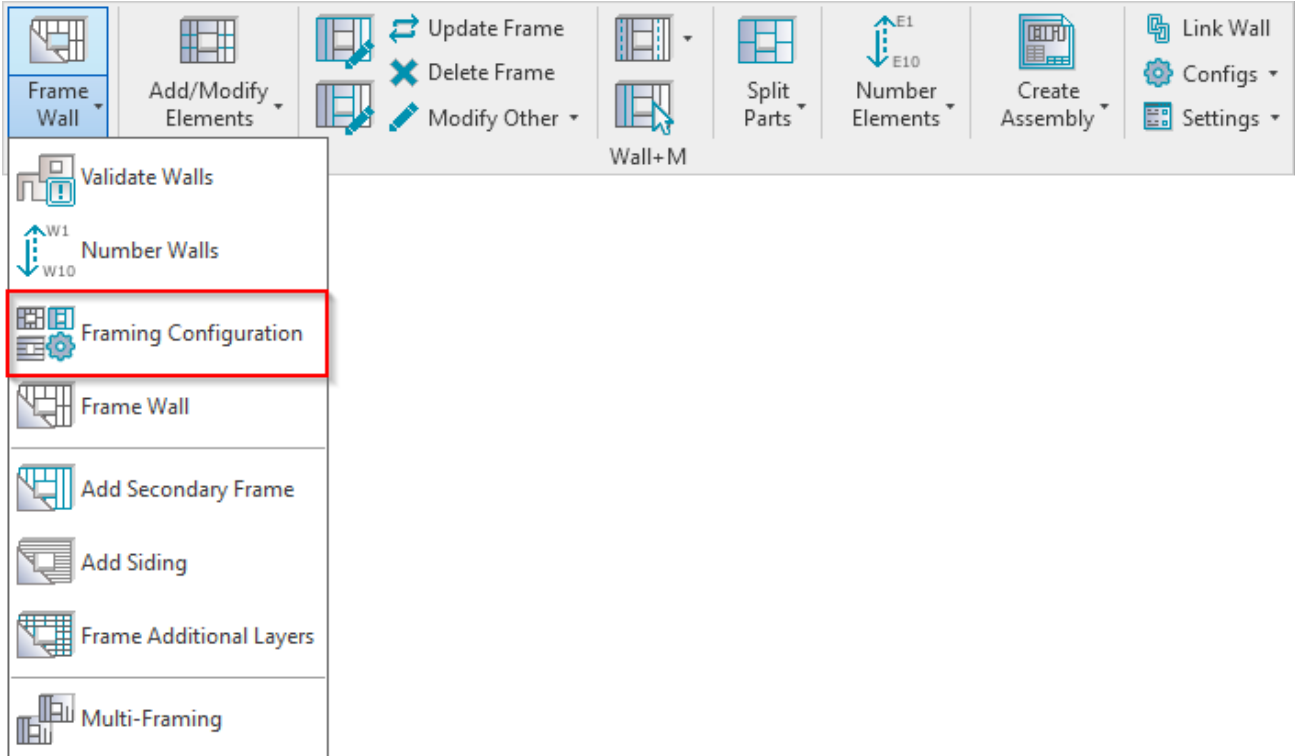 Frame
Wall
Add/Modify
Elements
Update Frame
Delete Frame
Modify Other
Split
Parts
E1
E10
Number
Elements
Create
Assembly
Link Wall
Configs
Settings
Wall+M
Validate Walls
W1
W10
Number Walls
Framing Configuration
Frame Wall
Add Secondary Frame
Add Siding
Frame Additional Layers
Multi-Framing